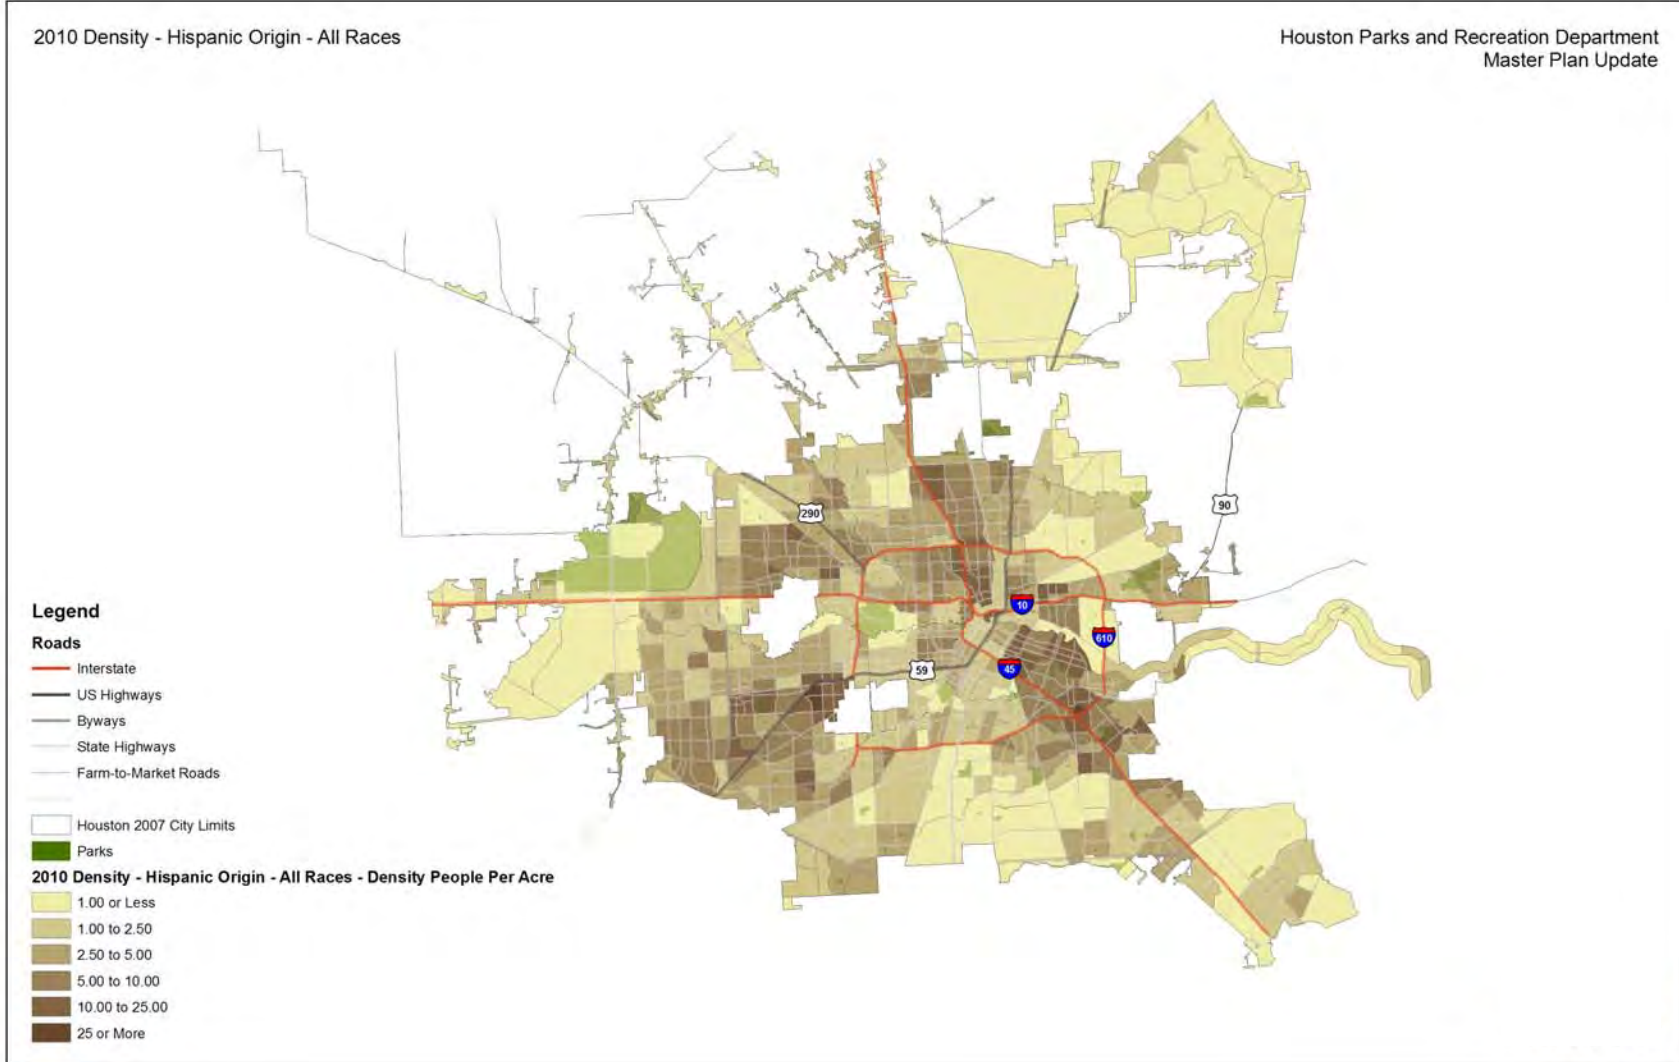 2010 Density - Hispanic Origin - All Races
Houston Parks and Recreation Department
Master Plan Update
290
90
10
610
59
45
Legend
Roads
Interstate
US Highways
Byways
State Highways
Farm-to-Market Roads
Houston 2007 City Limits
Parks
2010 Density - Hispanic Origin - All Races - Density People Per Acre
1.00 or Less
1.00 to 2.50
2.50 to 5.00
5.00 to 10.00
10.00 to 25.00
25 or More